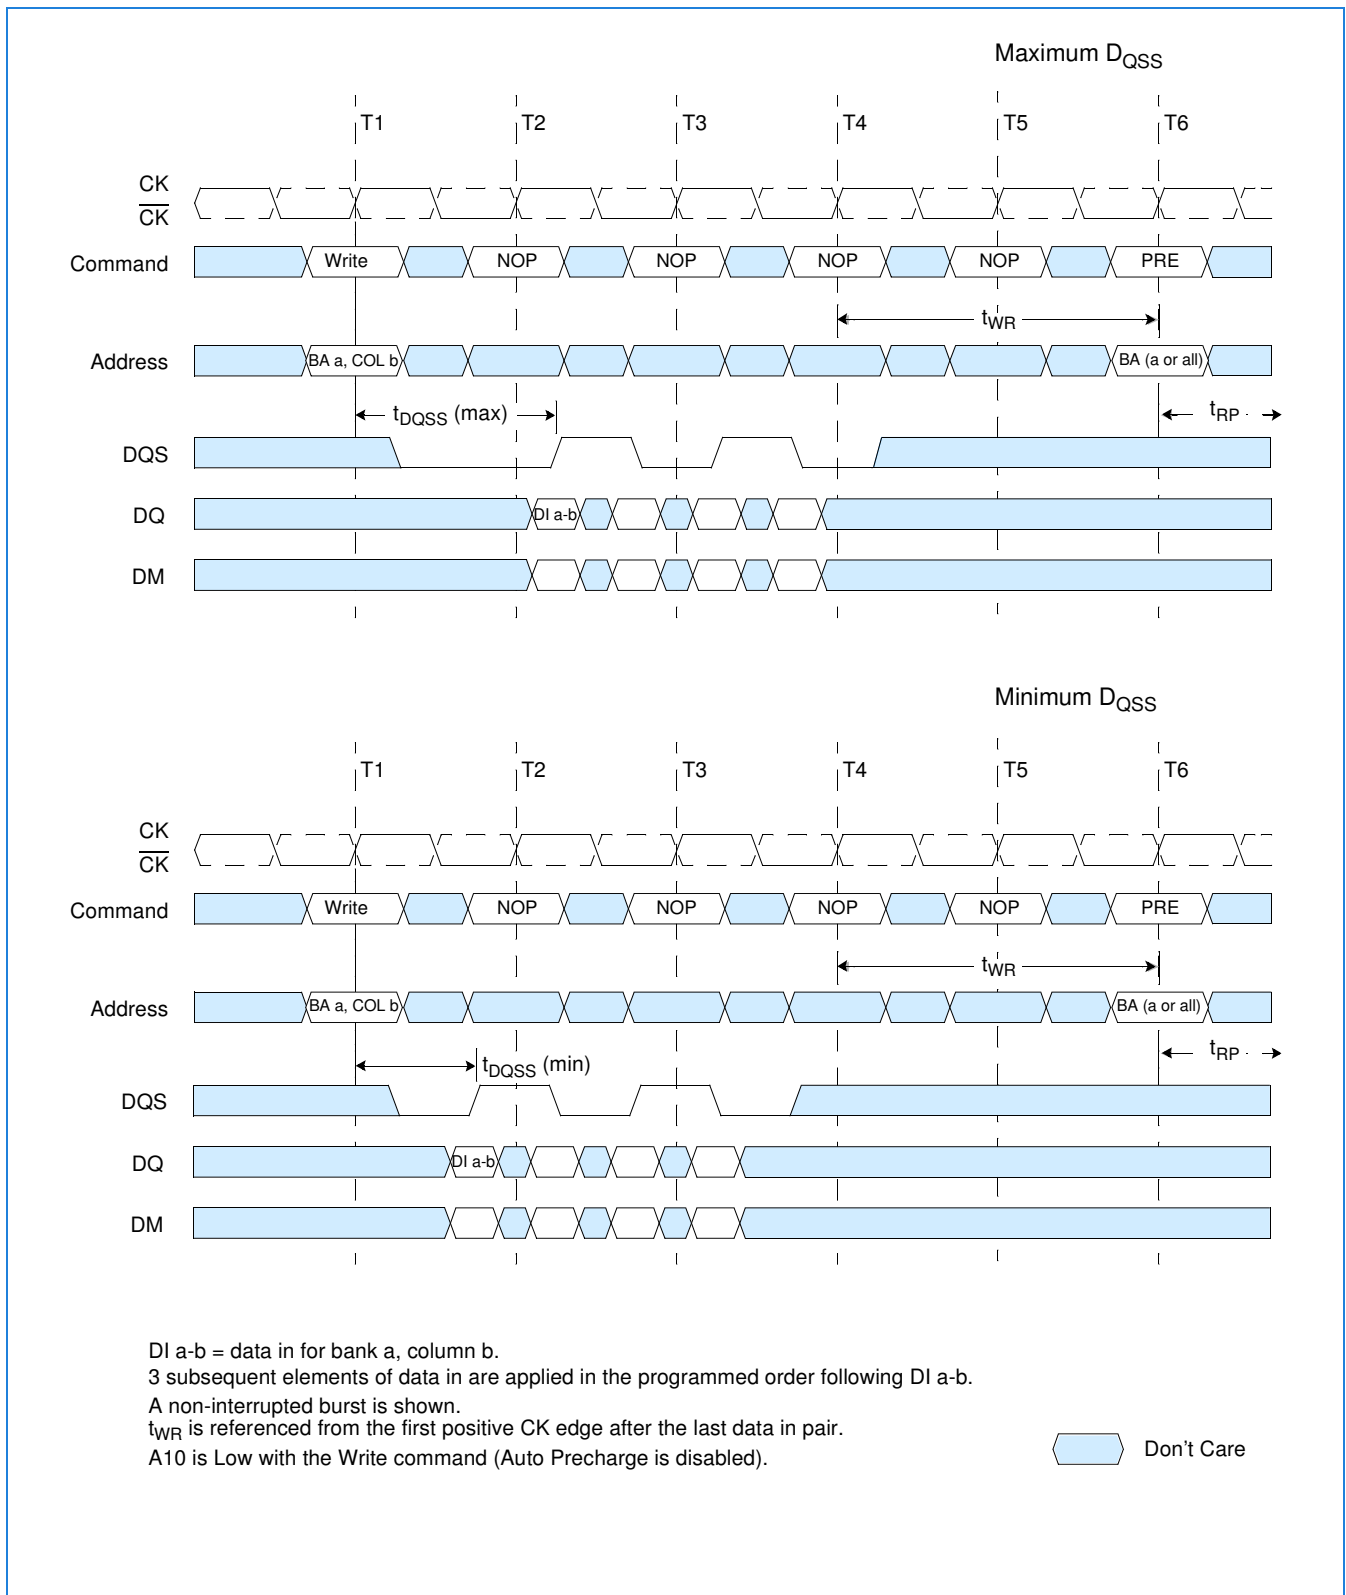 Maximum DQSS
T1 T2 T3 T4 T5 T6
CK
CK
Command Write NOP NOP NOP NOP PRE
tWR
Address BA a, COL b BA (a or all)
tDQSS (max) tRP
DQS
DQ DI a-b
DM
Minimum DQSS
T1 T2 T3 T4 T5 T6
CK
CK
Command Write NOP NOP NOP NOP PRE
tWR
Address BA a, COL b BA (a or all)
tDQSS (min) tRP
DQS
DQ DI a-b
DM
DI a-b = data in for bank a, column b.
3 subsequent elements of data in are applied in the programmed order following DI a-b.
A non-interrupted burst is shown.
tWR is referenced from the first positive CK edge after the last data in pair.
A10 is Low with the Write command (Auto Precharge is disabled).
Don't Care